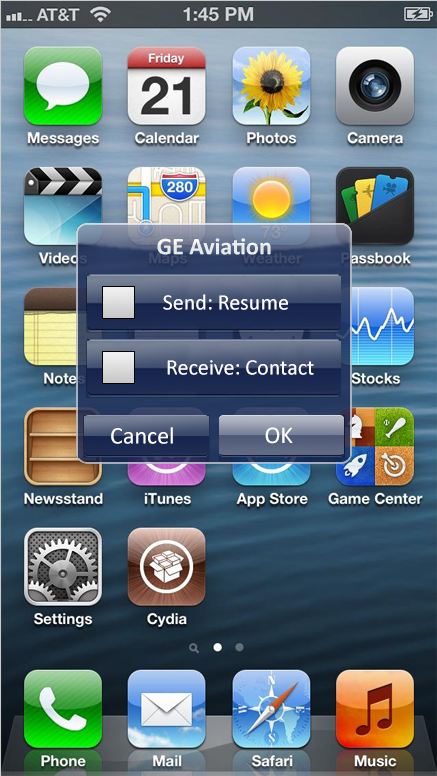 AT&T 1:45 PM
Friday
21
280
Messages Calendar Photos Camera
73°
Videos Maps Weather Passbook
GE Aviation
Send: Resume
Receive: Contact
Notes Stocks
Cancel OK
Newsstand iTunes App Store Game Center
Settings Cydia
N
W E
S
Phone Mail Safari Music